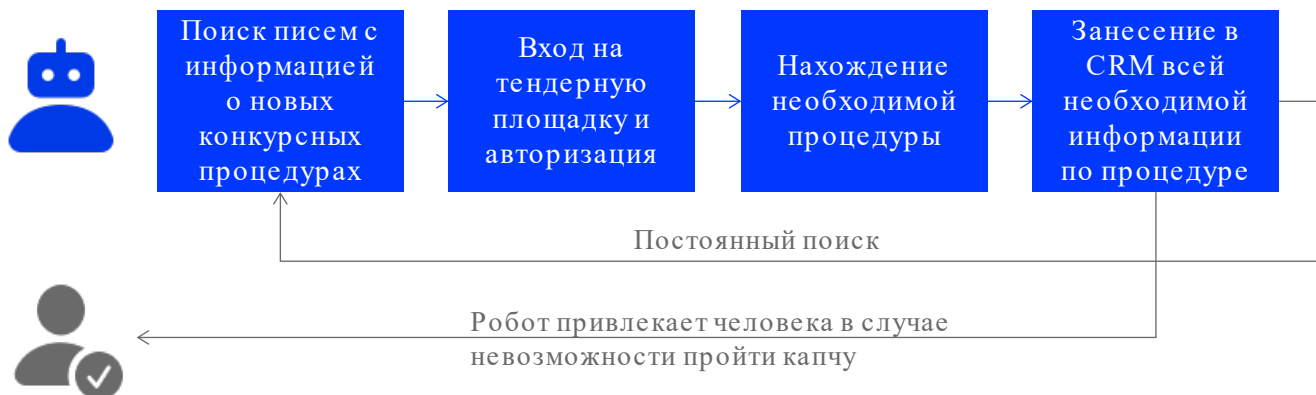 Поиск писем с
информацией
о новых
конкурсных
процедурах
Вход на
тендерную
площадку и
авторизация
Нахождение
необходимой
процедуры
Занесение в
CRM всей
необходимой
информации
по процедуре
Постоянный поиск
Робот привлекает человека в случае
невозможности пройти капчу